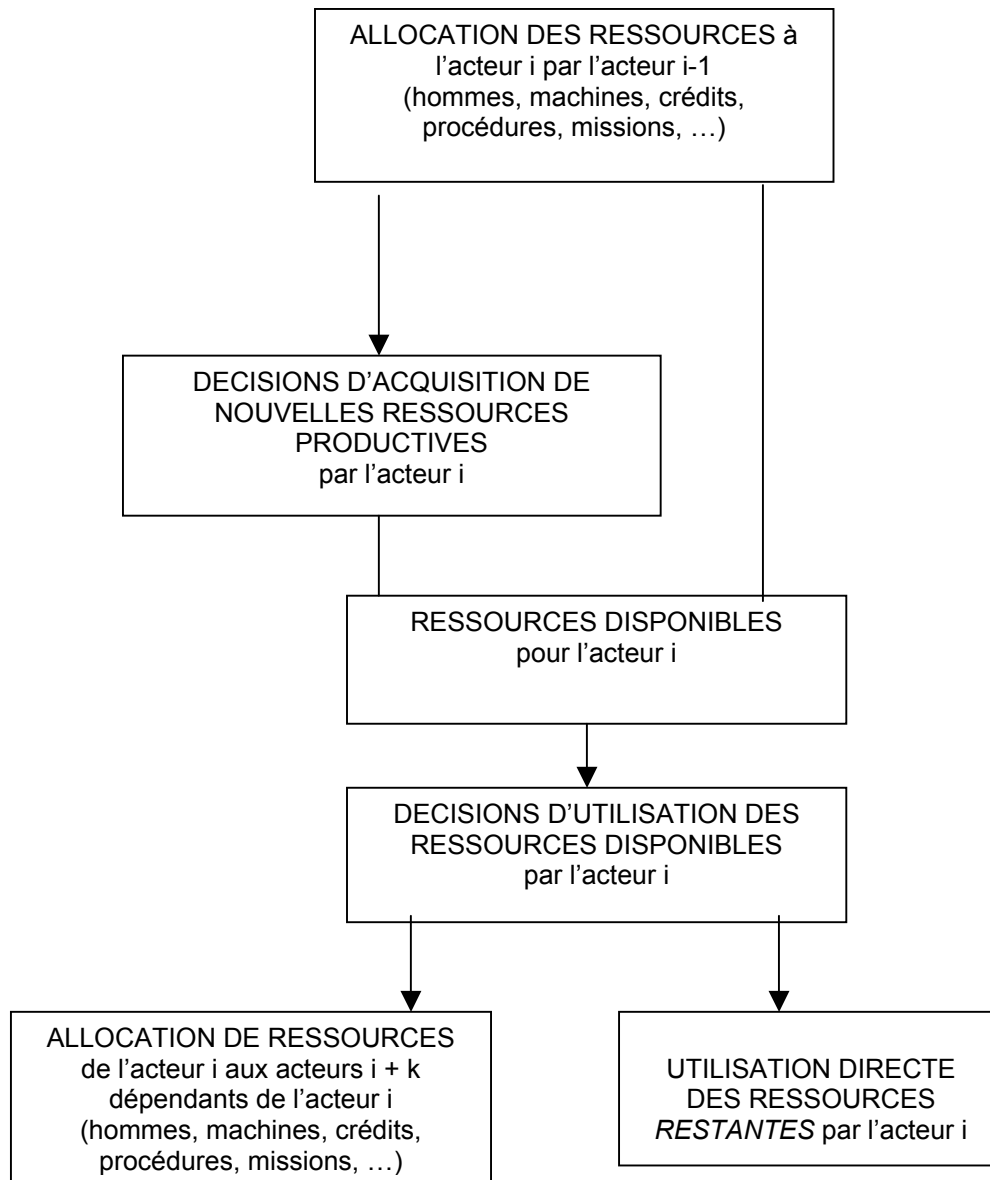 ALLOCATION DES RESSOURCES à
l’acteur i par l’acteur i-1
(hommes, machines, crédits,
procédures, missions, …)
DECISIONS D’ACQUISITION DE
NOUVELLES RESSOURCES
PRODUCTIVES
par l’acteur i
RESSOURCES DISPONIBLES
pour l’acteur i
DECISIONS D’UTILISATION DES
RESSOURCES DISPONIBLES
par l’acteur i
ALLOCATION DE RESSOURCES
de l’acteur i aux acteurs i + k
dépendants de l’acteur i
(hommes, machines, crédits,
procédures, missions, …)
UTILISATION DIRECTE
DES RESSOURCES
RESTANTES par l’acteur i